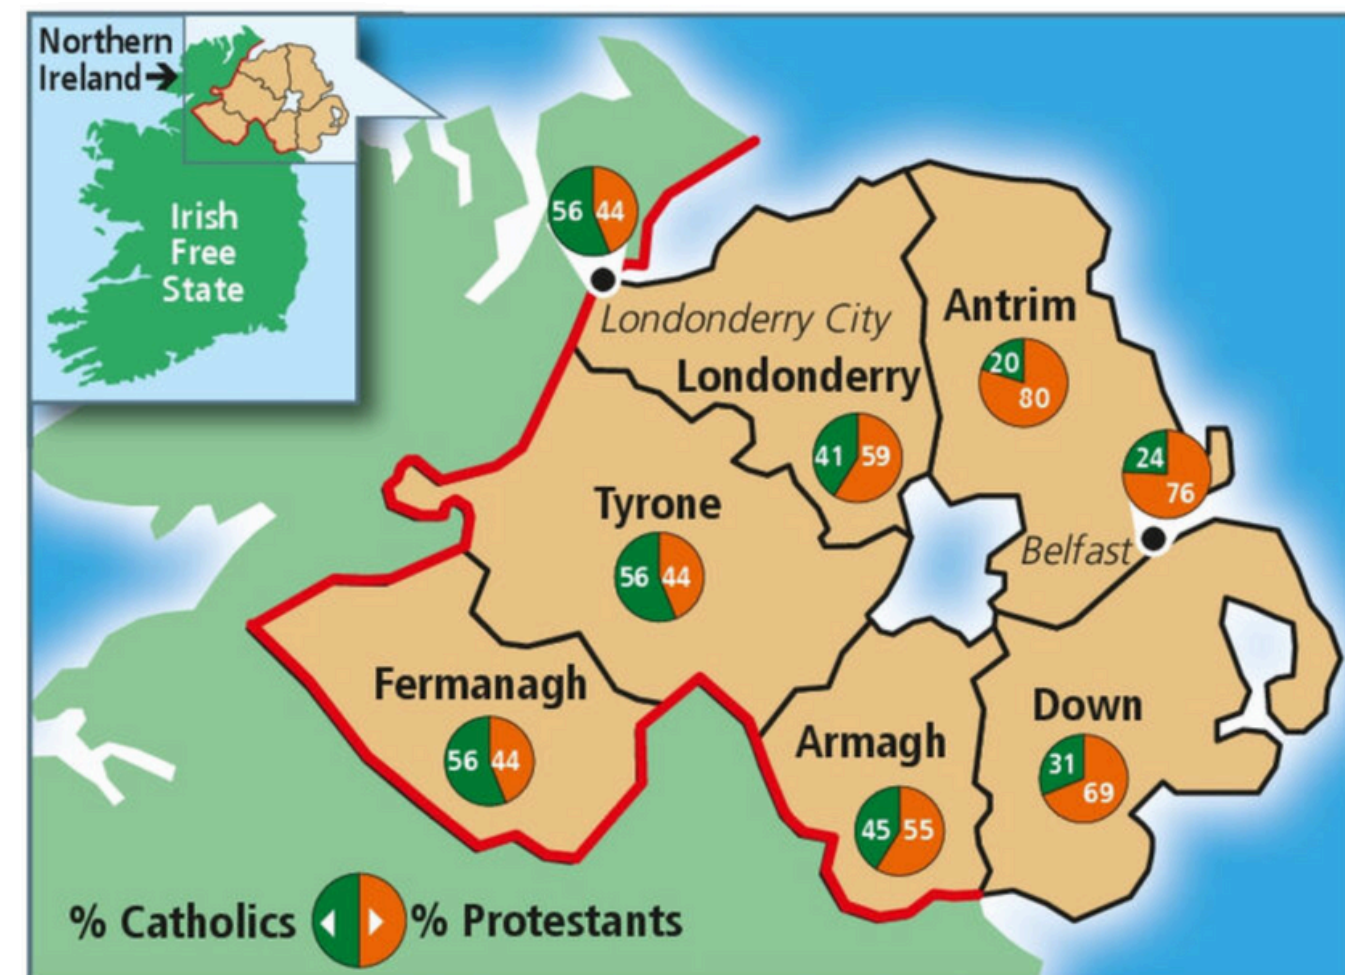 Northern
Ireland➔
Irish
Free
State
56 44
Londonderry City
Antrim
20
80
Londonderry
41 59
24
76
Tyrone
Belfast
56 44
Fermanagh
56 44
Down
31
69
Armagh
45 55
% Catholics
% Protestants